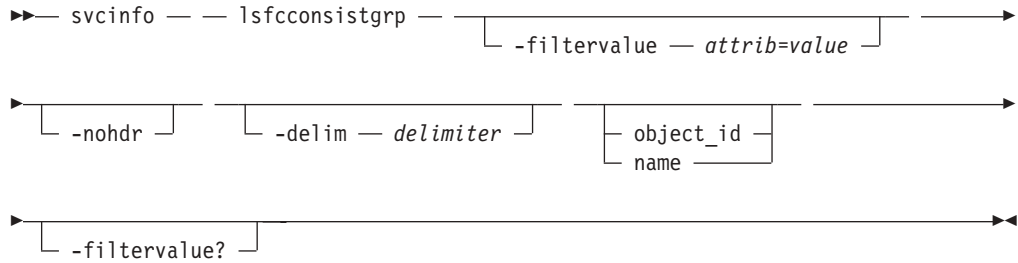 svcinfo lsfcconsistgrp
-filtervalue attrib=value
-nohdr -delim delimiter object_id
name
-filtervalue?